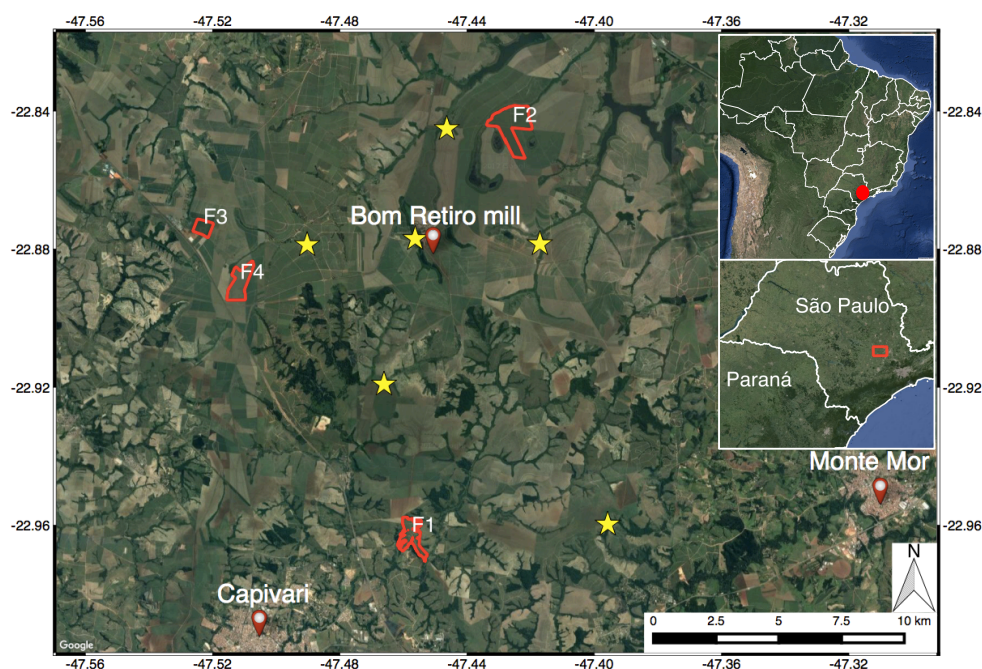 -47.56 -47.52 -47.48 -47.44 -47.40 -47.36 -47.32
-22.84 -22.84
F2
F3
Bom Retiro mill
-22.88 -22.88
F4
São Paulo
Paraná
-22.92 -22.92
Monte Mor
F1
-22.96 -22.96
N
Capivari
0 2.5 5 7.5 10 km
Google
-47.56 -47.52 -47.48 -47.44 -47.40 -47.36 -47.32